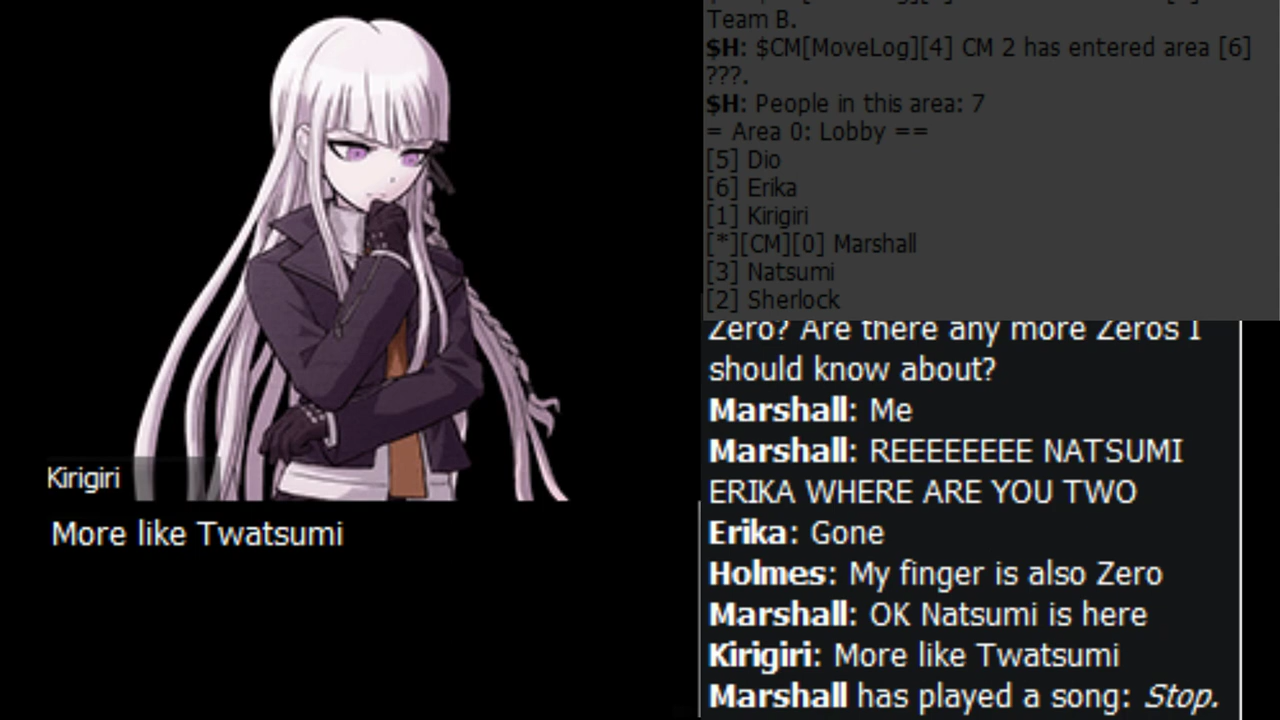 Team B.
$H: $CM[MoveLog][4] CM 2 has entered area [6]
???.
$H: People in this area: 7
= Area 0: Lobby ==
[5] Dio
[6] Erika
[1] Kirigiri
[*][CM][0] Marshall
[3] Natsumi
[2] Sherlock
Zero? Are there any more Zeros I
should know about?
Marshall: Me
Marshall: REEEEEEEE NATSUMI
ERIKA WHERE ARE YOU TWO
Erika: Gone
Holmes: My finger is also Zero
Marshall: OK Natsumi is here
Kirigiri: More like Twatsumi
Marshall has played a song: Stop.
Kirigiri
More like Twatsumi